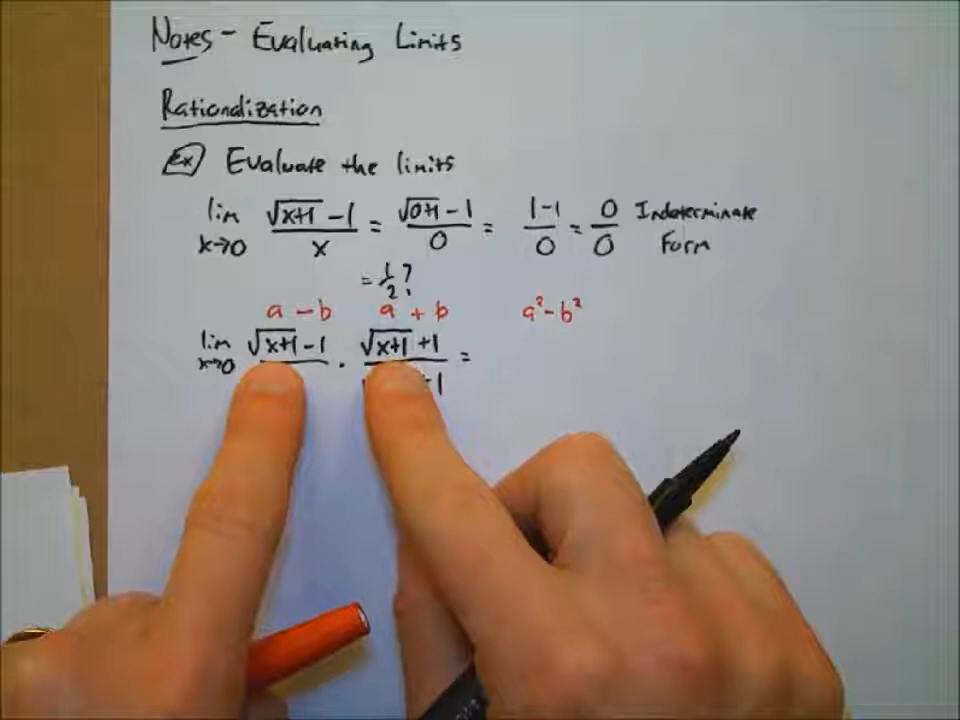 Notes - Evaluating Limits
Rationalization
Ex Evaluate the limits
lim x→0 (√(x+1) - 1)/x = (√(0+1) - 1)/0 = (1-1)/0 = 0/0 Indeterminate Form
= 1/2?
a - b a + b a² - b²
lim x→0 √(x+1) - 1 · √(x+1) + 1 =
+1